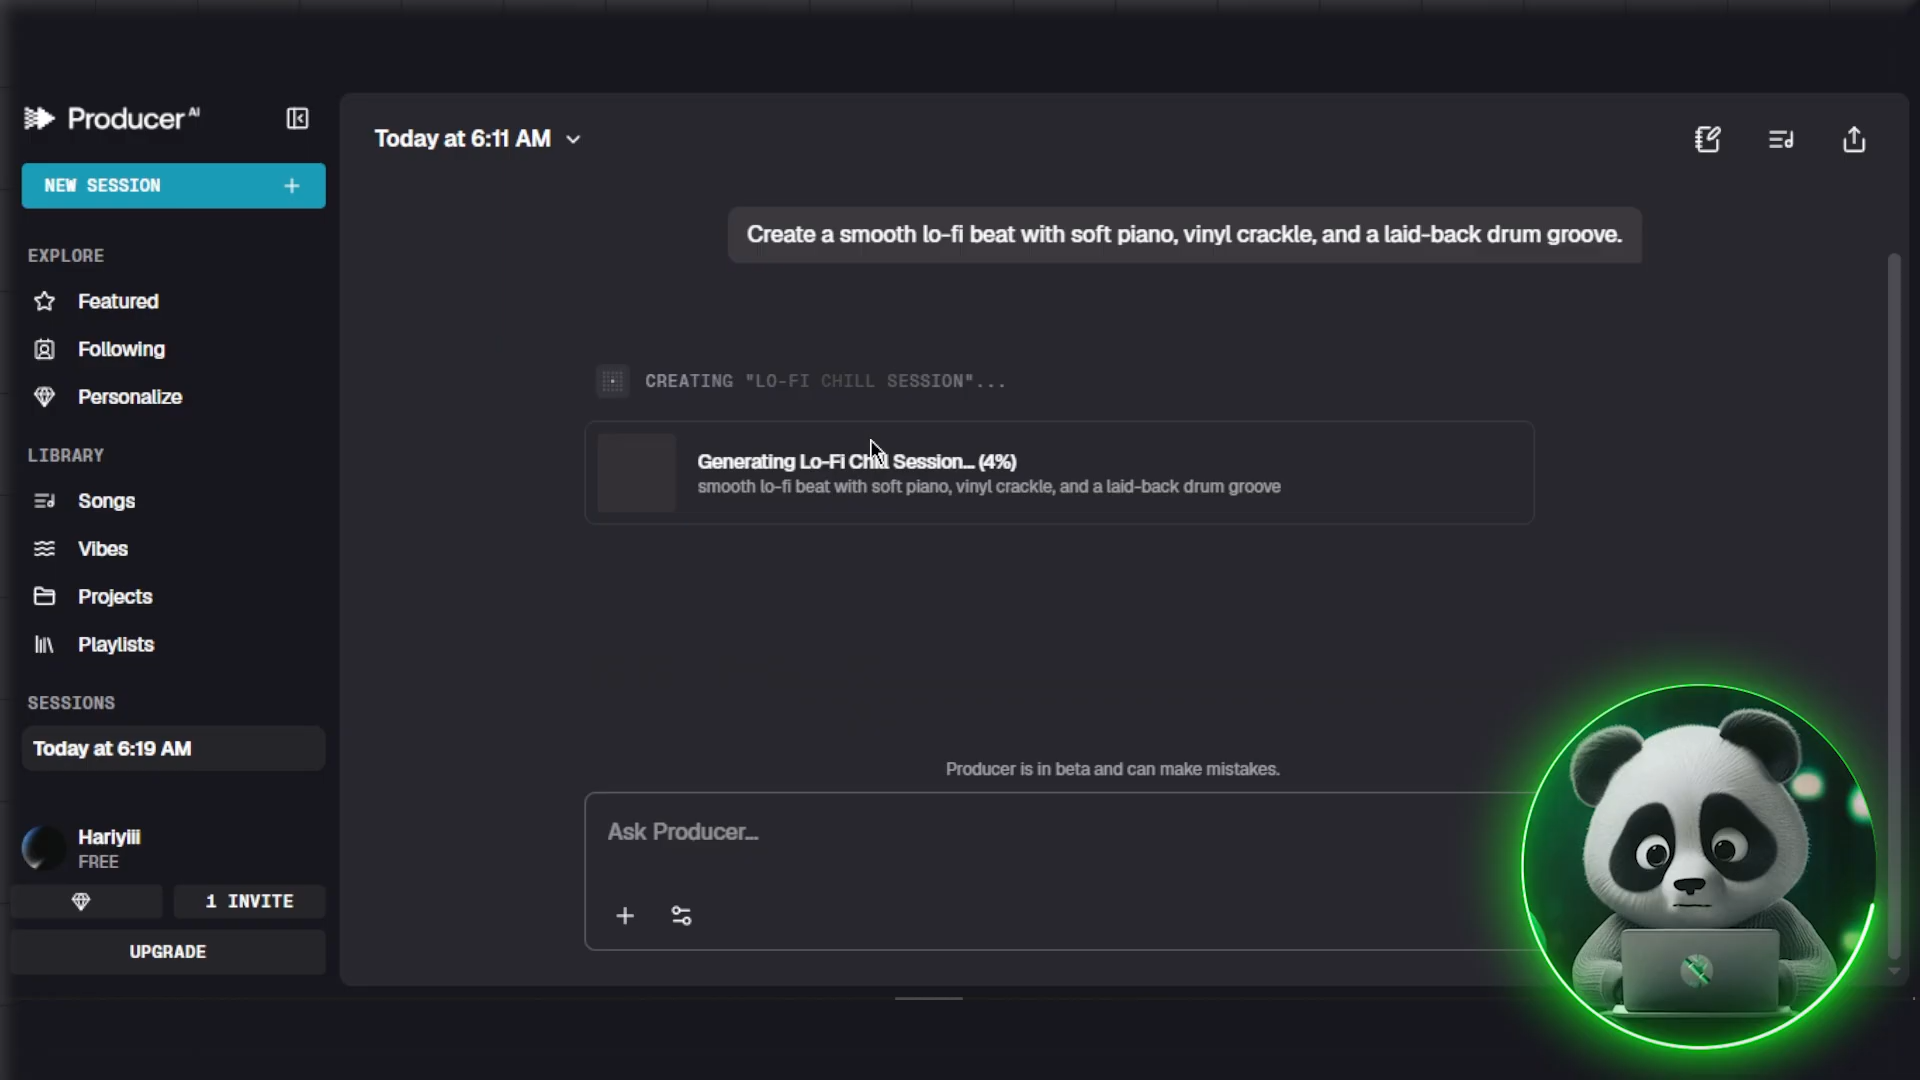 Producer AI
NEW SESSION
EXPLORE
Featured
Following
Personalize
LIBRARY
Songs
Vibes
Projects
Playlists
SESSIONS
Today at 6:19 AM
Hariyiii
FREE
1 INVITE
UPGRADE
Today at 6:11 AM
Create a smooth lo-fi beat with soft piano, vinyl crackle, and a laid-back drum groove.
CREATING "LO-FI CHILL SESSION"...
Generating Lo-Fi Chill Session... (4%)
smooth lo-fi beat with soft piano, vinyl crackle, and a laid-back drum groove
Producer is in beta and can make mistakes.
Ask Producer...